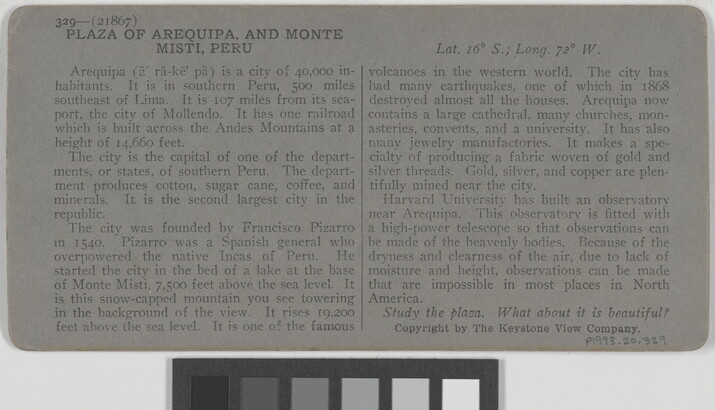 329—(21867)
PLAZA OF AREQUIPA, AND MONTE
MISTI, PERU
Arequipa (ä′ rā-kē′ pä) is a city of 40,000 in-
habitants. It is in southern Peru, 500 miles
southeast of Lima. It is 107 miles from its sea-
port, the city of Mollendo. It has one railroad
which is built across the Andes Mountains at a
height of 14,660 feet.
The city is the capital of one of the depart-
ments, or states, of southern Peru. The depart-
ment produces cotton, sugar cane, coffee, and
minerals. It is the second largest city in the
republic.
The city was founded by Francisco Pizarro
in 1540. Pizarro was a Spanish general who
overpowered the native Incas of Peru. He
started the city in the bed of a lake at the base
of Monte Misti, 7,500 feet above the sea level. It
is this snow-capped mountain you see towering
in the background of the view. It rises 19,200
feet above the sea level. It is one of the famous
Lat. 16° S.; Long. 72° W.
volcanoes in the western world. The city has
had many earthquakes, one of which in 1868
destroyed almost all the houses. Arequipa now
contains a large cathedral, many churches, mon-
asteries, convents, and a university. It has also
many jewelry manufactories. It makes a spe-
cialty of producing a fabric woven of gold and
silver threads. Gold, silver, and copper are plen-
tifully mined near the city.
Harvard University has built an observatory
near Arequipa. This observatory is fitted with
a high-power telescope so that observations can
be made of the heavenly bodies. Because of the
dryness and clearness of the air, due to lack of
moisture and height, observations can be made
that are impossible in most places in North
America.
Study the plaza. What about it is beautiful?
Copyright by The Keystone View Company.
P.993.20.329